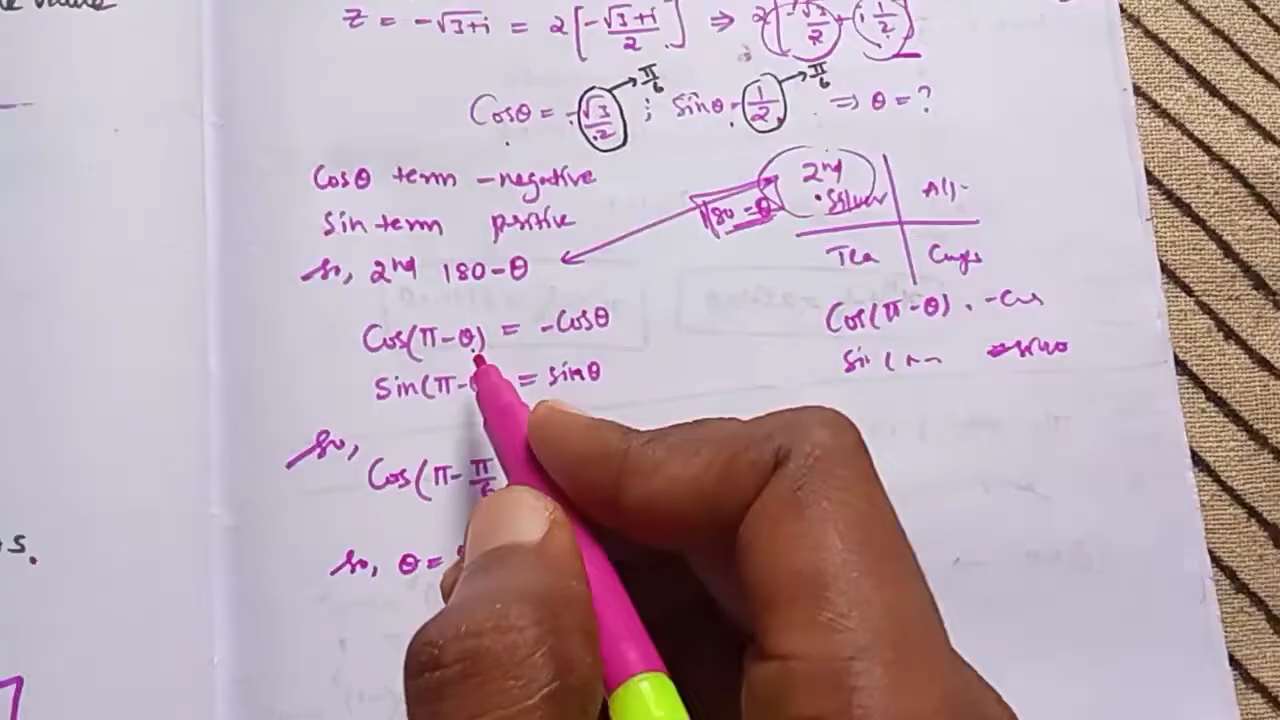 Z = -√3+i = 2[-√3+i/2] ⇒ 2[-√3/2 + i 1/2]
π/6 π/6
Cosθ = -√3/2 ; Sinθ = 1/2 ⇒ θ = ?
Cosθ term - negative
Sin term positive
2nd
Silver All
180-θ
Tea Cups
so, 2nd 180-θ
Cos(π-θ) = -Cosθ
Cos(π-θ) . -Cos
Sin(π- = Sinθ
Sin(
so,
Cos(π-π/6
so, θ =
s.